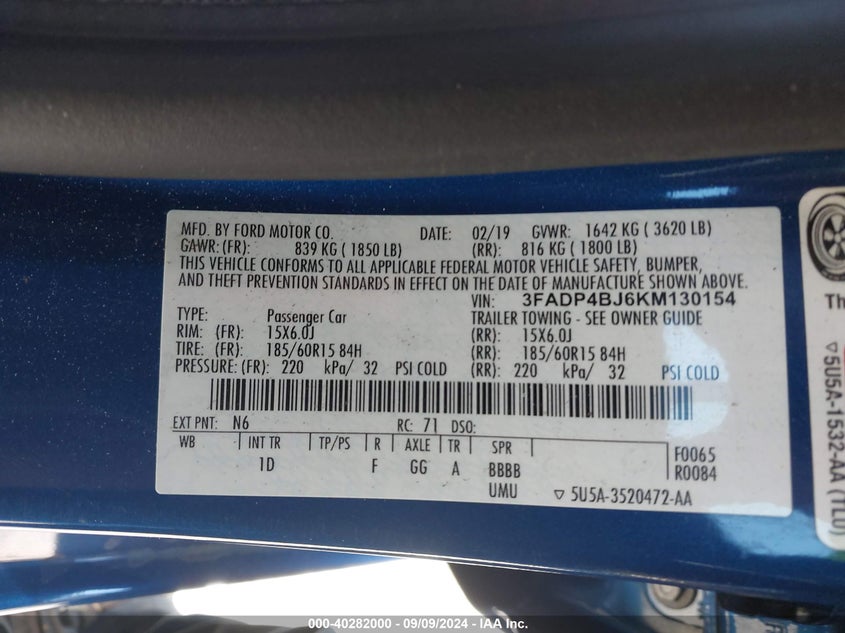 MFD. BY FORD MOTOR CO. DATE: 02/19 GVWR: 1642 KG ( 3620 LB)
GAWR: (FR): 839 KG ( 1850 LB) (RR): 816 KG ( 1800 LB)
THIS VEHICLE CONFORMS TO ALL APPLICABLE FEDERAL MOTOR VEHICLE SAFETY, BUMPER,
AND THEFT PREVENTION STANDARDS IN EFFECT ON THE DATE OF MANUFACTURE SHOWN ABOVE.
VIN: 3FADP4BJ6KM130154
TYPE: Passenger Car TRAILER TOWING - SEE OWNER GUIDE
RIM: (FR): 15X6.0J (RR): 15X6.0J
TIRE: (FR): 185/60R15 84H (RR): 185/60R15 84H
PRESSURE: (FR): 220 kPa/ 32 PSI COLD (RR): 220 kPa/ 32 PSI COLD
EXT PNT: N6 RC: 71 DSO:
WB INT TR TP/PS R AXLE TR SPR
1D F GG A BBBB
UMU
F0065
R0084
▽ 5U5A-3520472-AA
▽ 5U5A-1532-AA (TLU)
000-40282000 - 09/09/2024 - IAA Inc.